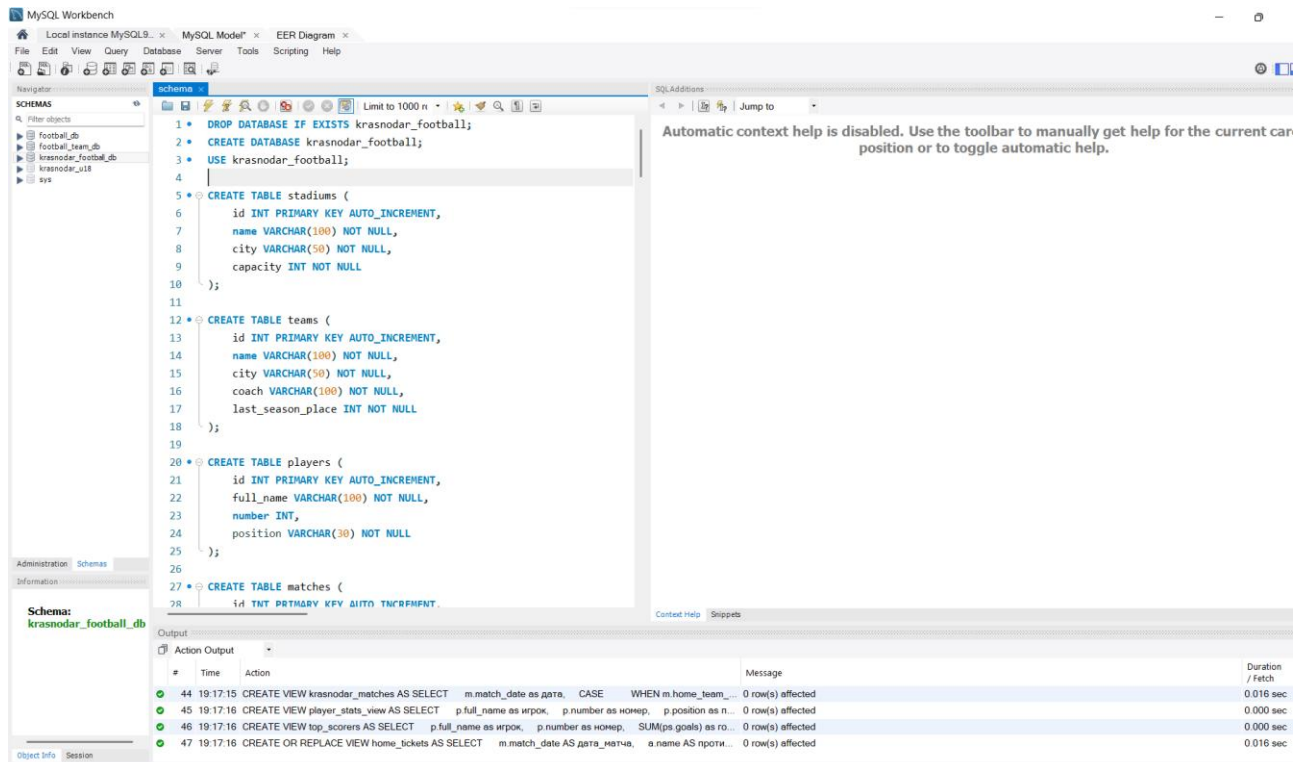 MySQL Workbench
Local instance MySQL9... × MySQL Model* × EER Diagram ×
File Edit View Query Database Server Tools Scripting Help
Navigator
SCHEMAS
Filter objects
football_db
football_team_db
krasnodar_football_db
krasnodar_u18
sys
Administration Schemas
Information
Schema:
krasnodar_football_db
Object Info Session
schema ×
Limit to 1000 r
1 DROP DATABASE IF EXISTS krasnodar_football;
2 CREATE DATABASE krasnodar_football;
3 USE krasnodar_football;
4
5 CREATE TABLE stadiums (
6 id INT PRIMARY KEY AUTO_INCREMENT,
7 name VARCHAR(100) NOT NULL,
8 city VARCHAR(50) NOT NULL,
9 capacity INT NOT NULL
10 );
11
12 CREATE TABLE teams (
13 id INT PRIMARY KEY AUTO_INCREMENT,
14 name VARCHAR(100) NOT NULL,
15 city VARCHAR(50) NOT NULL,
16 coach VARCHAR(100) NOT NULL,
17 last_season_place INT NOT NULL
18 );
19
20 CREATE TABLE players (
21 id INT PRIMARY KEY AUTO_INCREMENT,
22 full_name VARCHAR(100) NOT NULL,
23 number INT,
24 position VARCHAR(30) NOT NULL
25 );
26
27 CREATE TABLE matches (
28 id INT PRIMARY KEY AUTO_INCREMENT,
SQLAdditions
Jump to
Automatic context help is disabled. Use the toolbar to manually get help for the current car
position or to toggle automatic help.
Context Help Snippets
Output
Action Output
# Time Action Message Duration / Fetch
44 19:17:15 CREATE VIEW krasnodar_matches AS SELECT m.match_date as дата, CASE WHEN m.home_team_... 0 row(s) affected 0.016 sec
45 19:17:16 CREATE VIEW player_stats_view AS SELECT p.full_name as игрок, p.number as номер, p.position as п... 0 row(s) affected 0.000 sec
46 19:17:16 CREATE VIEW top_scorers AS SELECT p.full_name as игрок, p.number as номер, SUM(ps.goals) as го... 0 row(s) affected 0.000 sec
47 19:17:16 CREATE OR REPLACE VIEW home_tickets AS SELECT m.match_date AS дата_матча, a.name AS проти... 0 row(s) affected 0.016 sec